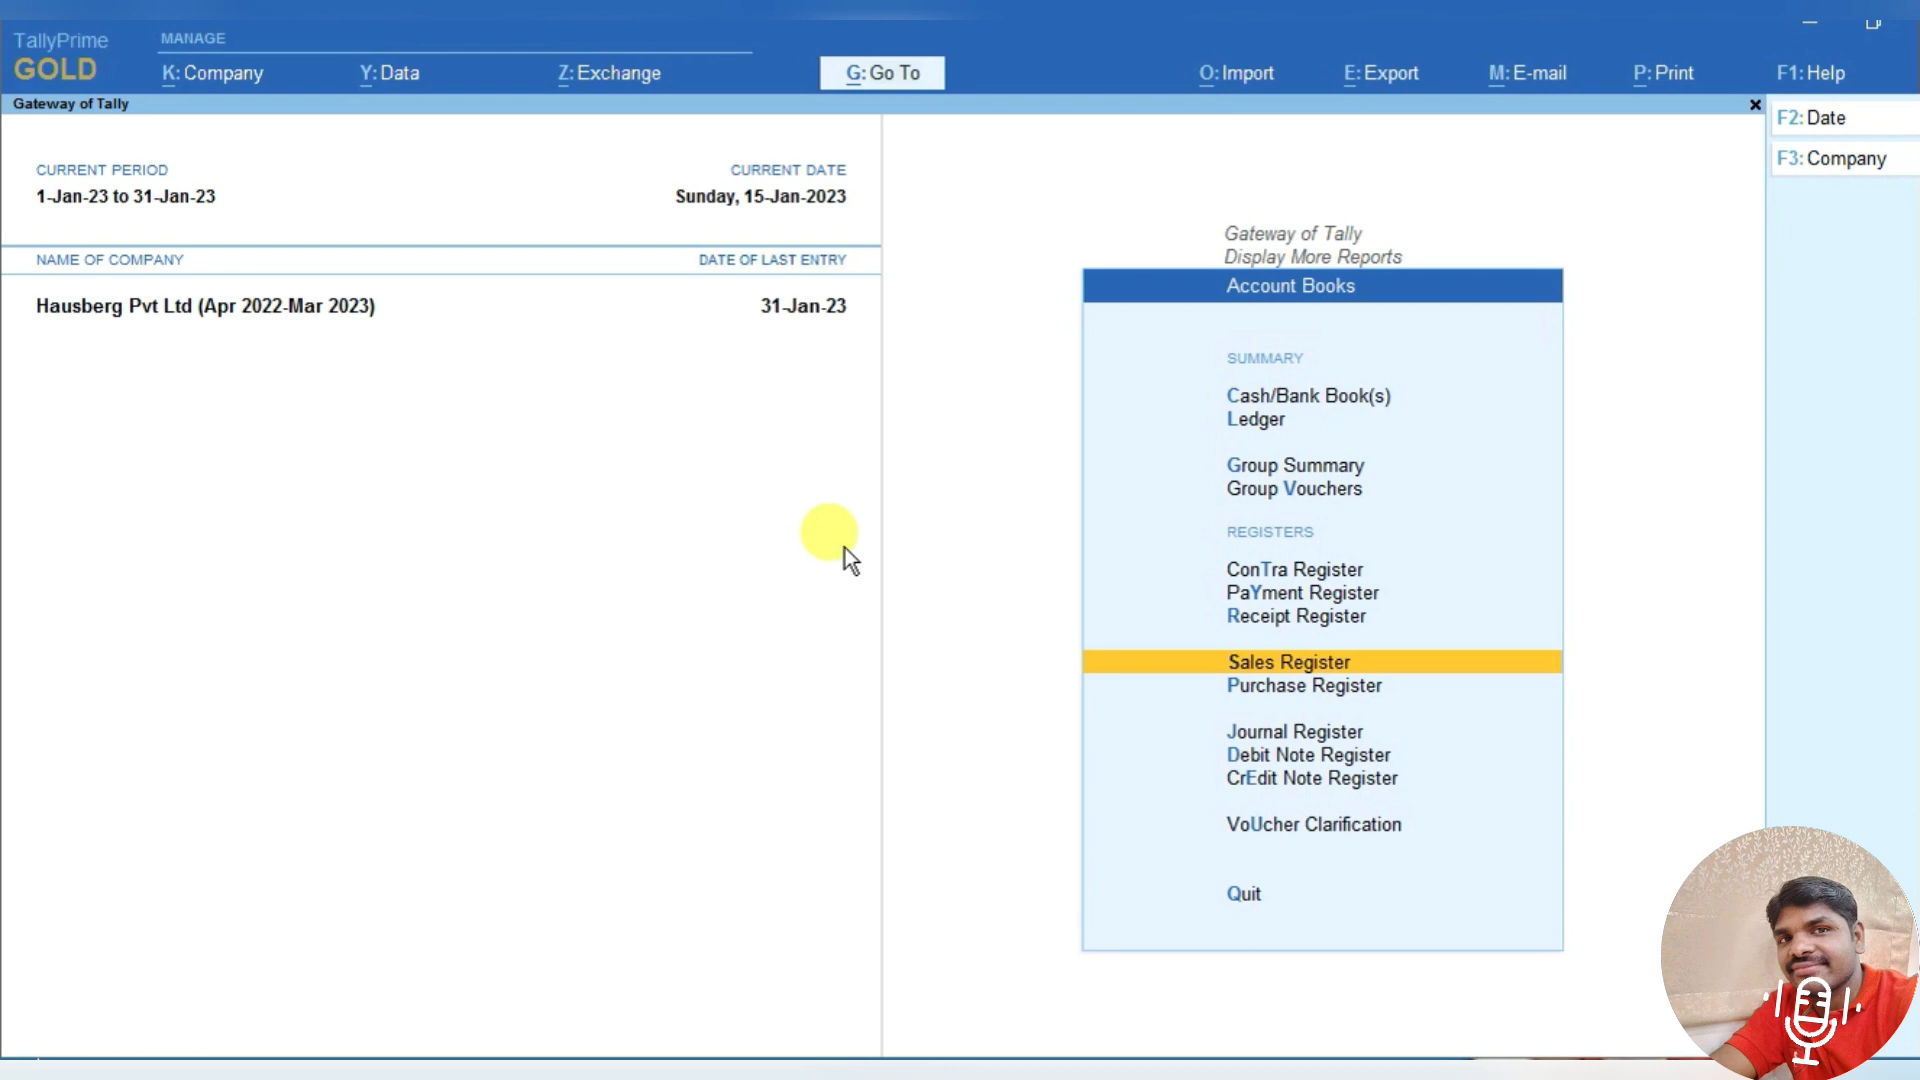 TallyPrime
GOLD
MANAGE
K: Company
Y: Data
Z: Exchange
G: Go To
O: Import
E: Export
M: E-mail
P: Print
F1: Help
Gateway of Tally
F2: Date
F3: Company
CURRENT PERIOD
CURRENT DATE
1-Jan-23 to 31-Jan-23
Sunday, 15-Jan-2023
NAME OF COMPANY
DATE OF LAST ENTRY
Hausberg Pvt Ltd (Apr 2022-Mar 2023)
31-Jan-23
Gateway of Tally
Display More Reports
Account Books
SUMMARY
Cash/Bank Book(s)
Ledger
Group Summary
Group Vouchers
REGISTERS
ConTra Register
PaYment Register
Receipt Register
Sales Register
Purchase Register
Journal Register
Debit Note Register
CrEdit Note Register
VoUcher Clarification
Quit